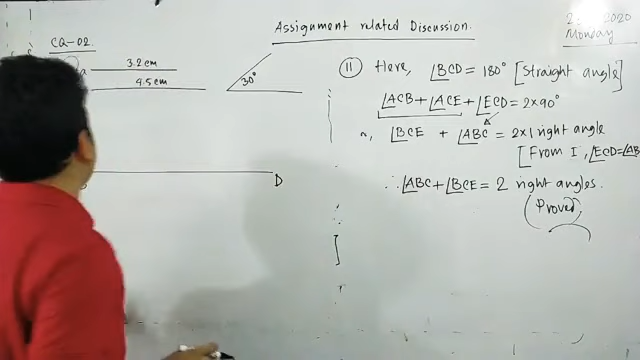 Assignment related Discussion.
2020
Monday
CQ-02
a
3.2 cm
4.5 cm
30°
D
(II) Here, ∠BCD = 180° [Straight angle]
∠ACB + ∠ACE + ∠ECD = 2×90°
∠BCE + ∠ABC = 2×1 right angle
[From I, ∠ECD=∠AB
∴ ∠ABC + ∠BCE = 2 right angles.
(Proved)